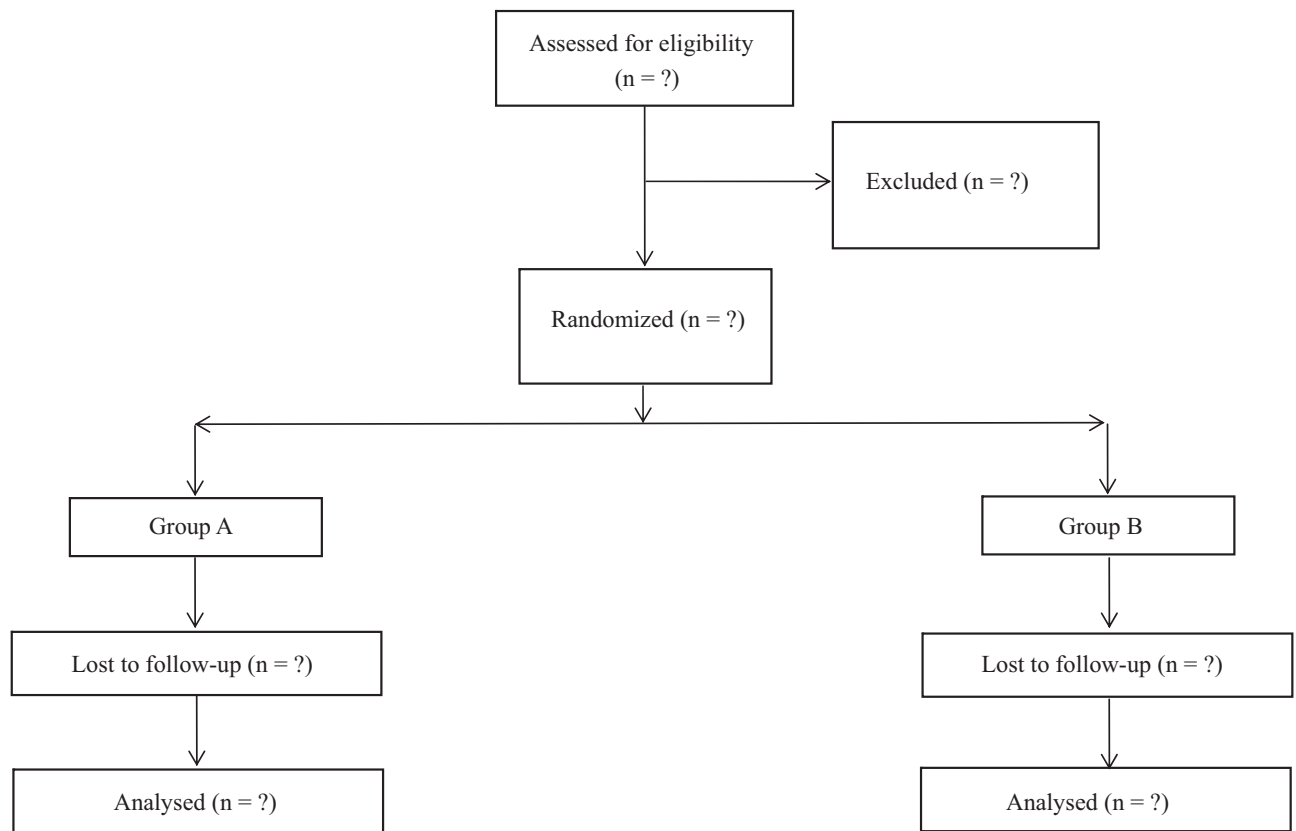 Assessed for eligibility
(n = ?)
Excluded (n = ?)
Randomized (n = ?)
Group A
Group B
Lost to follow-up (n = ?)
Lost to follow-up (n = ?)
Analysed (n = ?)
Analysed (n = ?)